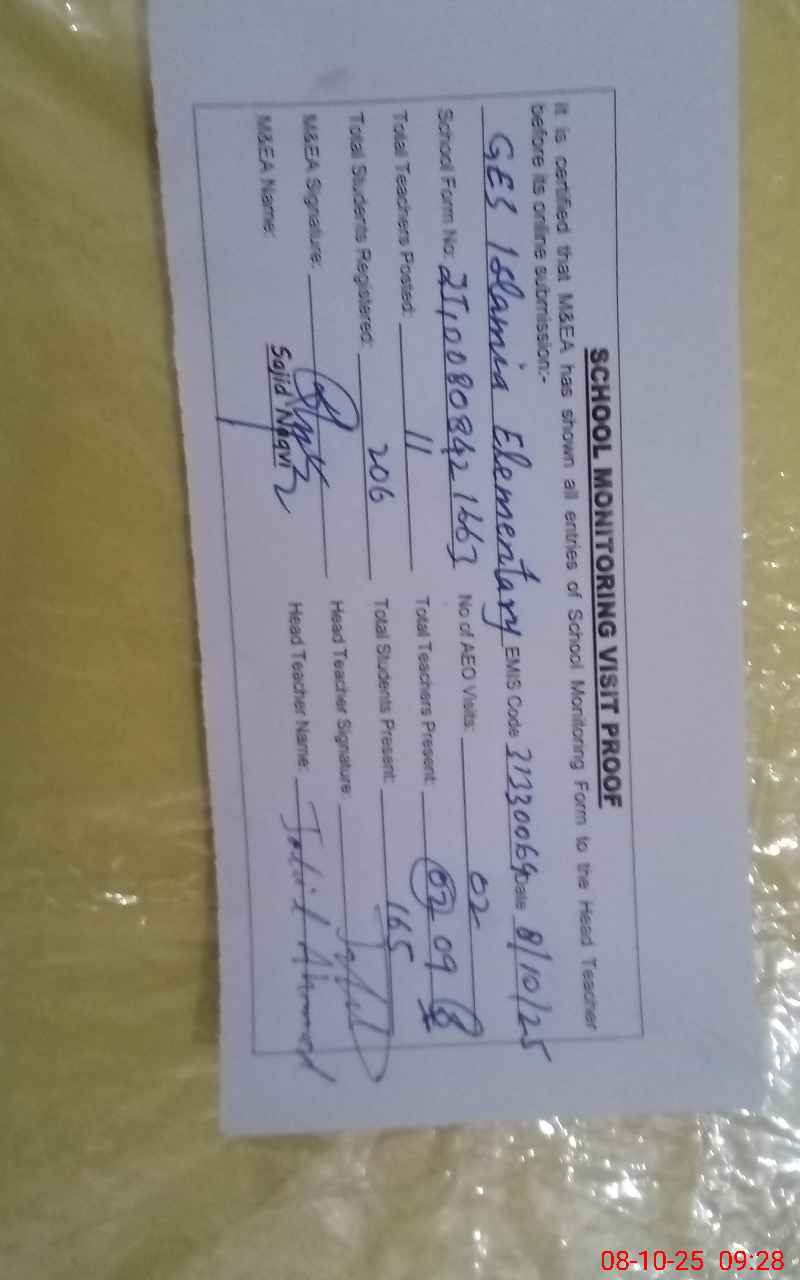 SCHOOL MONITORING VISIT PROOF
It is certified that M&EA has shown all entries of School Monitoring Form to the Head Teacher
before its online submission:-
GES Islamia Elementary EMIS Code 31330069 Date 8/10/25
School Form No: No of AEO Visits: 02
Total Teachers Posted: 11 Total Teachers Present: 02 09
Total Students Registered: 206 Total Students Present: 165
M&EA Signature: Head Teacher Signature:
M&EA Name: Sajid Naqvi Head Teacher Name: Ahmed
08-10-25 09:28